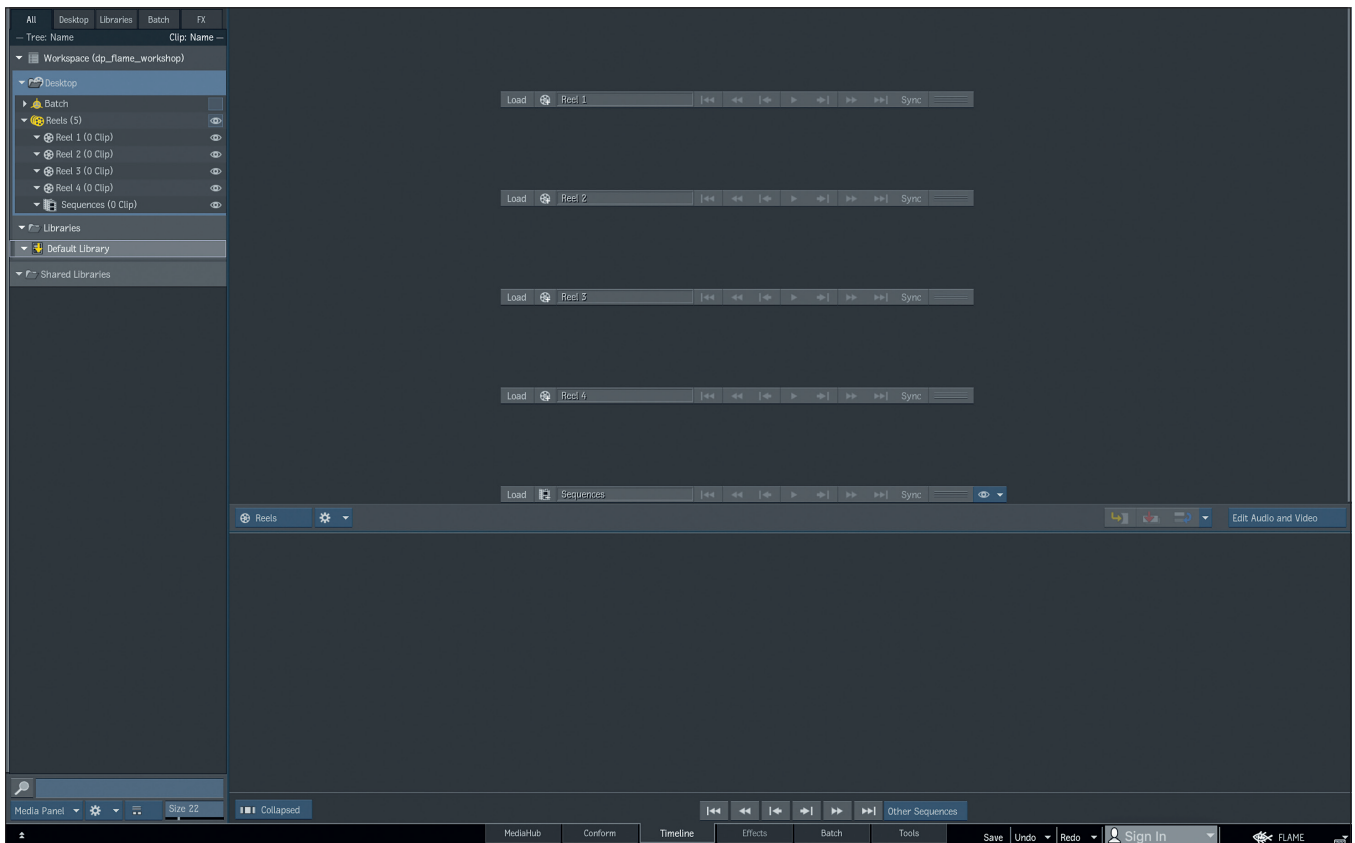 All Desktop Libraries Batch FX
Tree: Name Clip: Name
Workspace (dp_flame_workshop)
Desktop
Batch
Reels (5)
Reel 1 (0 Clip)
Reel 2 (0 Clip)
Reel 3 (0 Clip)
Reel 4 (0 Clip)
Sequences (0 Clip)
Libraries
Default Library
Shared Libraries
Load Reel 1 Sync
Load Reel 2 Sync
Load Reel 3 Sync
Load Reel 4 Sync
Load Sequences Sync
Reels Edit Audio and Video
Media Panel Size 22 Collapsed Other Sequences
MediaHub Conform Timeline Effects Batch Tools Save Undo Redo Sign In FLAME